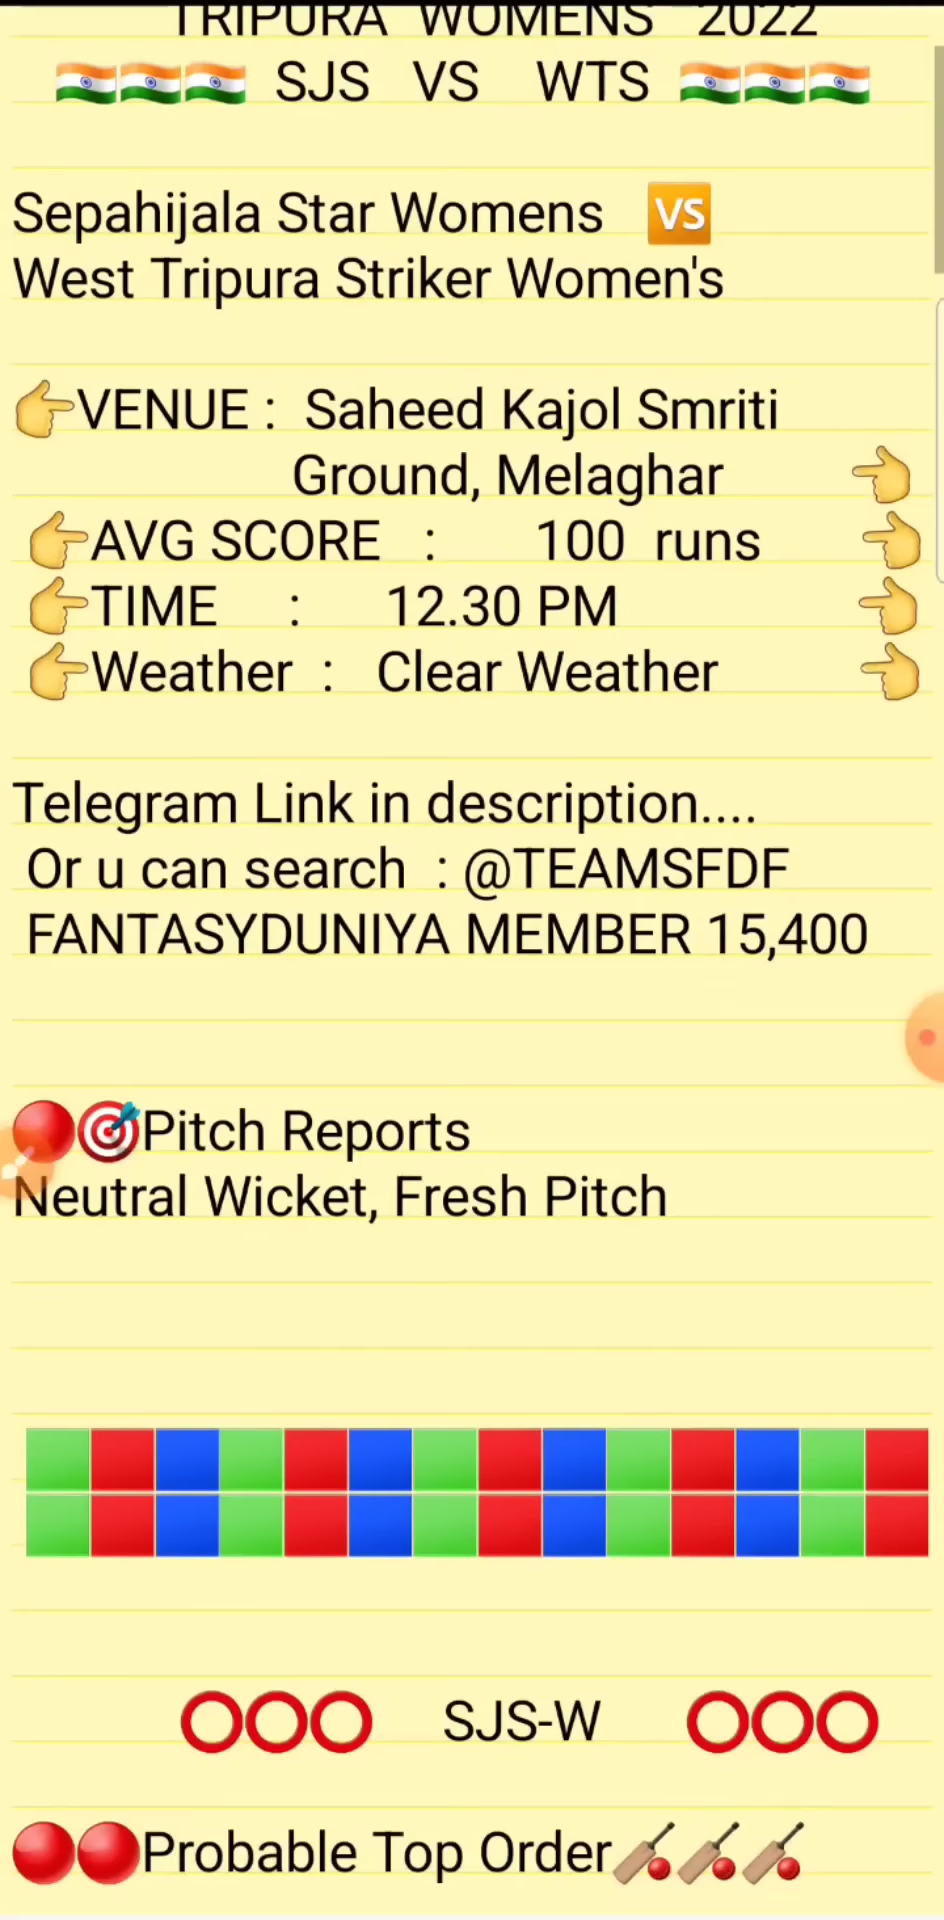 TRIPURA WOMENS 2022
SJS VS WTS
Sepahijala Star Womens VS
West Tripura Striker Women's
VENUE : Saheed Kajol Smriti
Ground, Melaghar
AVG SCORE : 100 runs
TIME : 12.30 PM
Weather : Clear Weather
Telegram Link in description....
Or u can search : @TEAMSFDF
FANTASYDUNIYA MEMBER 15,400
Pitch Reports
Neutral Wicket, Fresh Pitch
SJS-W
Probable Top Order